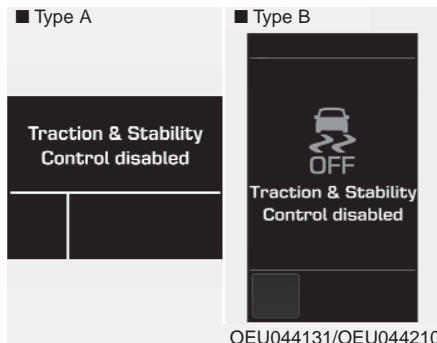 ■ Type A
Traction & Stability
Control disabled
■ Type B
OFF
Traction & Stability
Control disabled
OEU044131/OEU044210